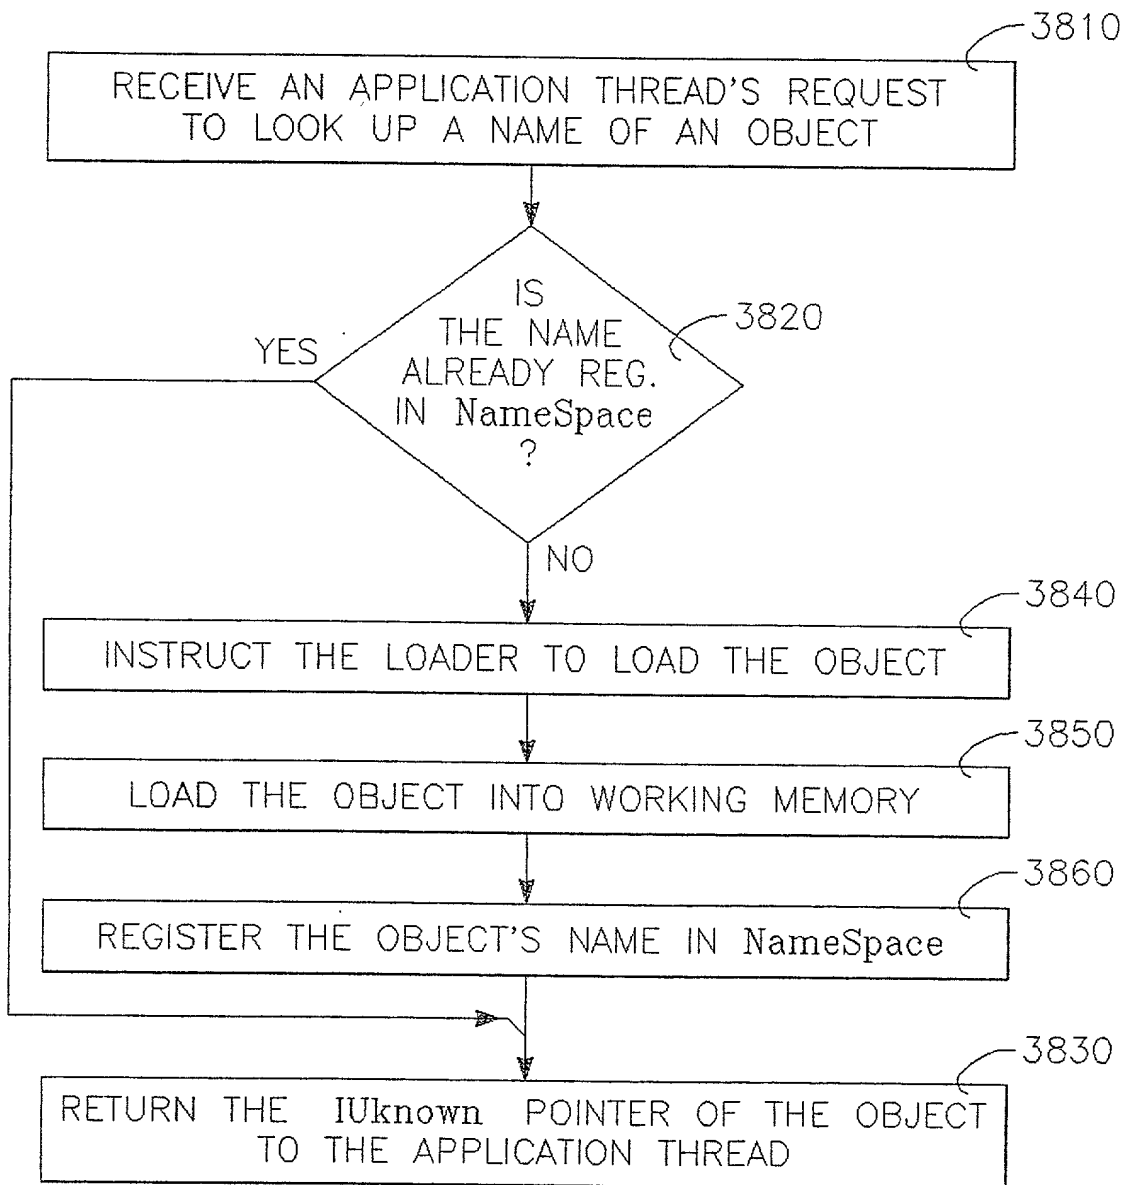 3810
RECEIVE AN APPLICATION THREAD'S REQUEST
TO LOOK UP A NAME OF AN OBJECT
IS
THE NAME
ALREADY REG.
IN NameSpace
?
3820
YES
NO
3840
INSTRUCT THE LOADER TO LOAD THE OBJECT
3850
LOAD THE OBJECT INTO WORKING MEMORY
3860
REGISTER THE OBJECT'S NAME IN NameSpace
3830
RETURN THE IUknown POINTER OF THE OBJECT
TO THE APPLICATION THREAD